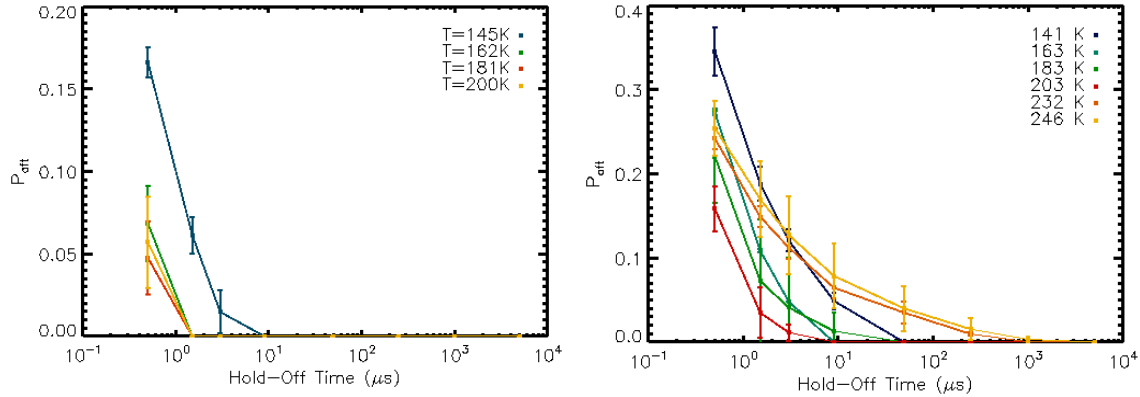 0.20
0.15
0.10
0.05
0.00
P_aft
T=145K
T=162K
T=181K
T=200K
10^-1
10^0
10^1
10^2
10^3
10^4
Hold-Off Time (μs)
0.4
0.3
0.2
0.1
0.0
P_aft
141 K
163 K
183 K
203 K
232 K
246 K
10^-1
10^0
10^1
10^2
10^3
10^4
Hold-Off Time (μs)